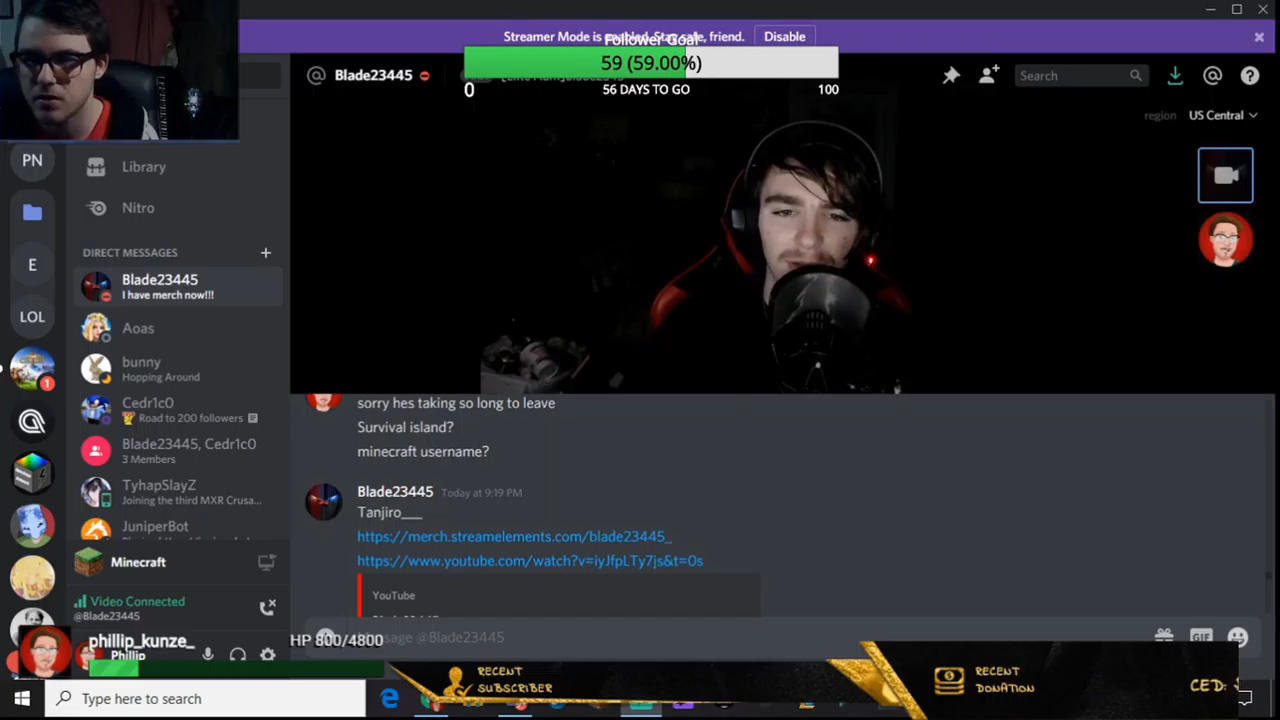 Streamer Mode is enabled. Stay safe, friend.
Disable
Follower Goal
59 (59.00%)
0
56 DAYS TO GO
100
Blade23445
Search
region
US Central
PN
Library
Nitro
DIRECT MESSAGES
E
Blade23445
I have merch now!!!
LOL
Aoas
bunny
Hopping Around
1
Cedr1c0
Road to 200 followers
Blade23445, Cedr1c0
3 Members
TyhapSlayZ
Joining the third MXR Crusa...
JuniperBot
Minecraft
Video Connected
@Blade23445
phillip_kunze_
Phillip
HP 800/4800
sorry hes taking so long to leave
Survival island?
minecraft username?
Blade23445 Today at 9:19 PM
Tanjiro___
https://merch.streamelements.com/blade23445_
https://www.youtube.com/watch?v=iyJfpLTy7js&t=0s
YouTube
Message @Blade23445
GIF
RECENT
SUBSCRIBER
RECENT
DONATION
CED:
Type here to search